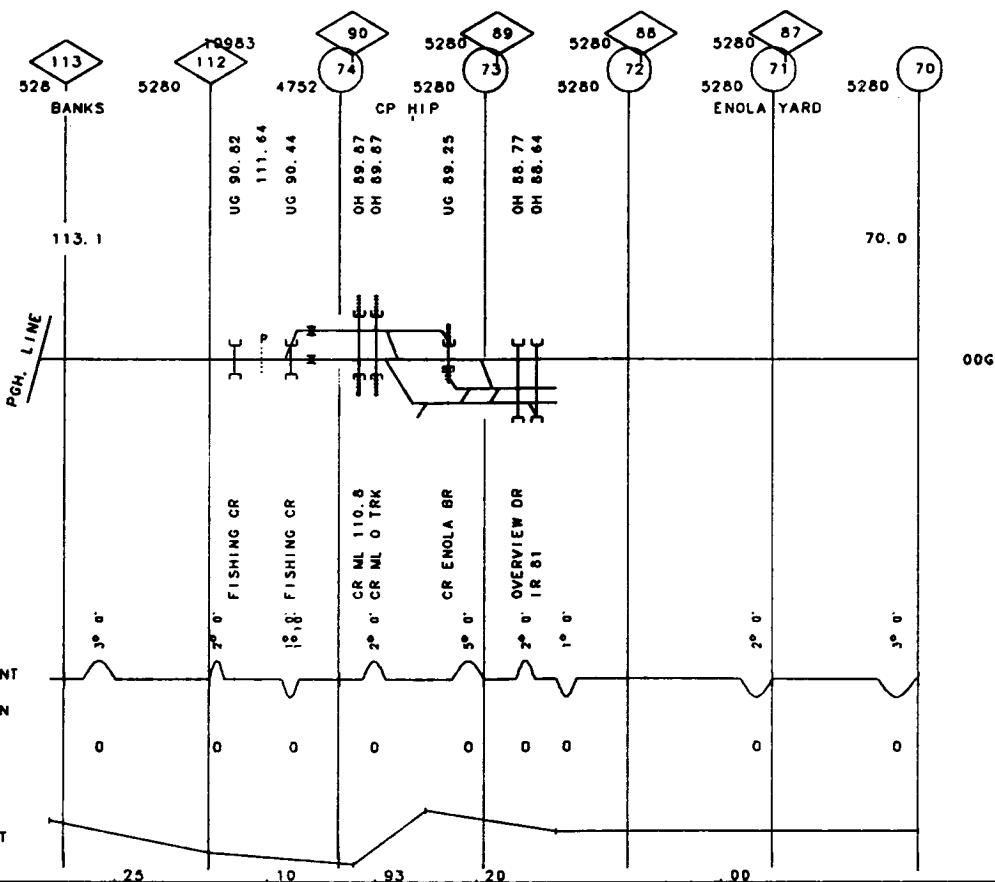 10983
90
89
88
87
5280
5280
5280
113
112
74
73
72
71
70
528
5280
4752
5280
5280
5280
5280
BANKS
CP HIP
ENOLA YARD
UG 90.82
111.64
UG 90.44
OH 89.87
OH 89.87
UG 89.25
OH 88.77
OH 88.64
113.1
70.0
PGH. LINE
P
00G
FISHING CR
FISHING CR
CR ML 110.8
CR ML O TRK
CR ENOLA BR
OVERVIEW DR
IR 81
3° 0'
2° 0'
2° 0'
5° 0'
2° 0'
1° 0'
2° 0'
3° 0'
NT
N
0
0
0
0
0
0
0
0
0
T
.25
.10
.93
.20
.00